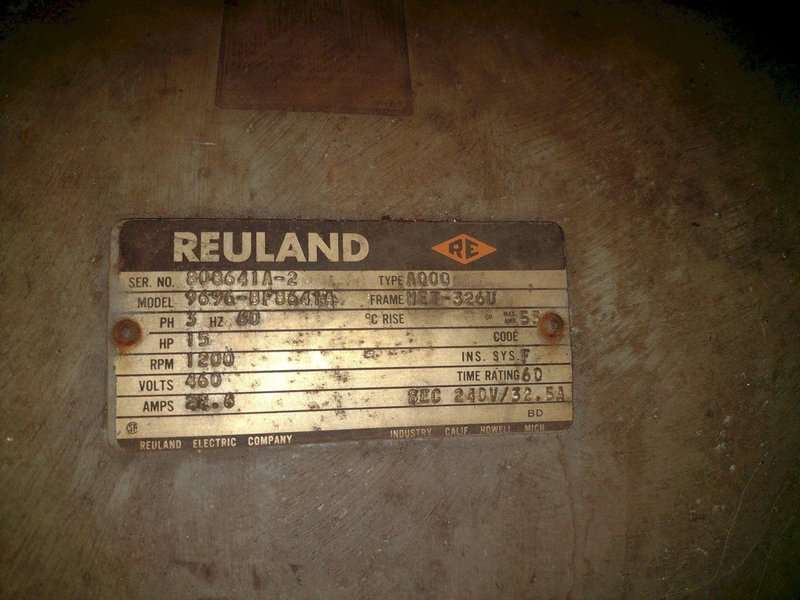 REULAND RE
SER. NO. 808641A-2 TYPE A000
MODEL FRAME
PH 3 HZ 60 °C RISE OR MAX. AMB. 55
HP 15 CODE
RPM 1200 INS. SYS. F
VOLTS 460 TIME RATING 60
AMPS SEC 240V/32.5A
BD
REULAND ELECTRIC COMPANY INDUSTRY, CALIF. HOWELL, MICH.